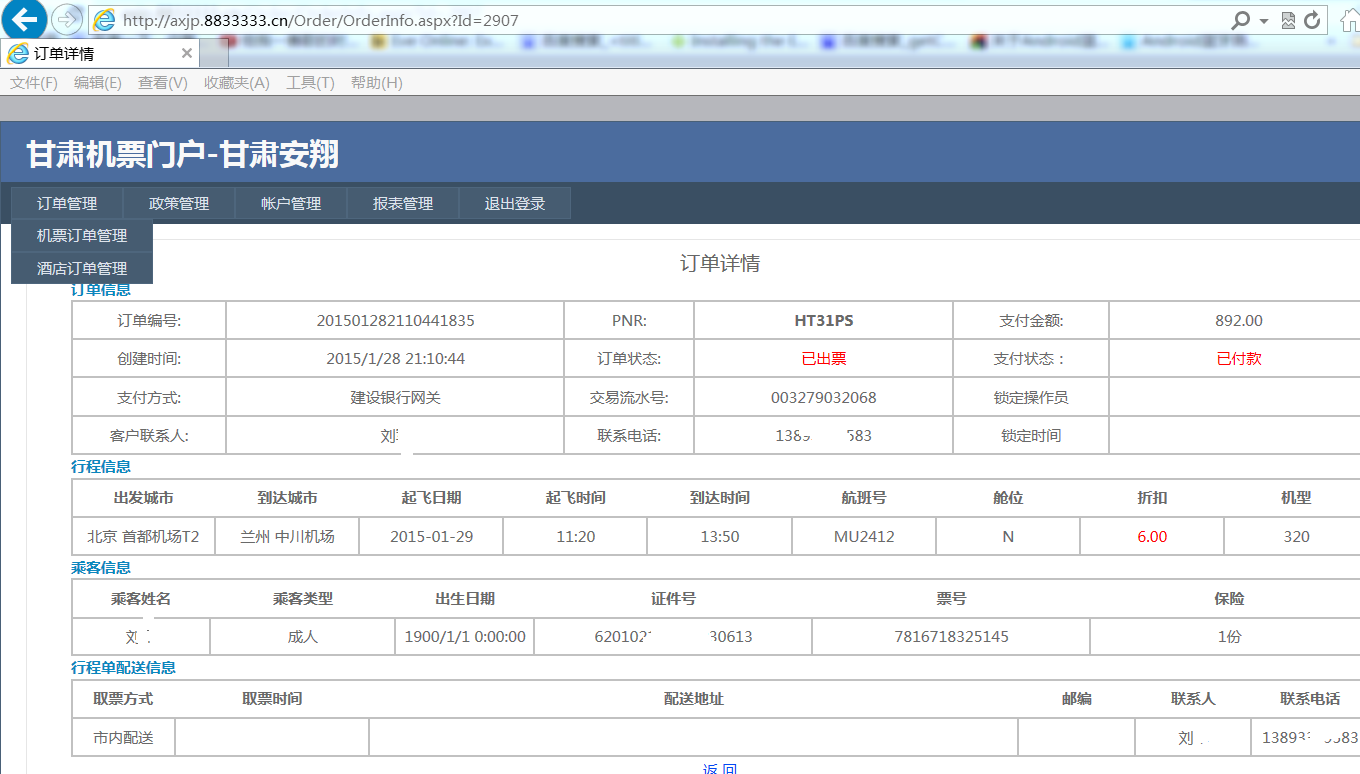 http://axjp.8833333.cn/Order/OrderInfo.aspx?Id=2907
订单详情
文件(F) 编辑(E) 查看(V) 收藏夹(A) 工具(T) 帮助(H)
甘肃机票门户-甘肃安翔
订单管理 政策管理 帐户管理 报表管理 退出登录
机票订单管理
酒店订单管理
订单详情
订单信息
订单编号: 201501282110441835 PNR: HT31PS 支付金额: 892.00
创建时间: 2015/1/28 21:10:44 订单状态: 已出票 支付状态： 已付款
支付方式: 建设银行网关 交易流水号: 003279032068 锁定操作员
客户联系人: 刘 联系电话: 1389 583 锁定时间
行程信息
出发城市 到达城市 起飞日期 起飞时间 到达时间 航班号 舱位 折扣 机型
北京 首都机场T2 兰州 中川机场 2015-01-29 11:20 13:50 MU2412 N 6.00 320
乘客信息
乘客姓名 乘客类型 出生日期 证件号 票号 保险
刘 成人 1900/1/1 0:00:00 620102 30613 7816718325145 1份
行程单配送信息
取票方式 取票时间 配送地址 邮编 联系人 联系电话
市内配送 刘 13893 683
返 回